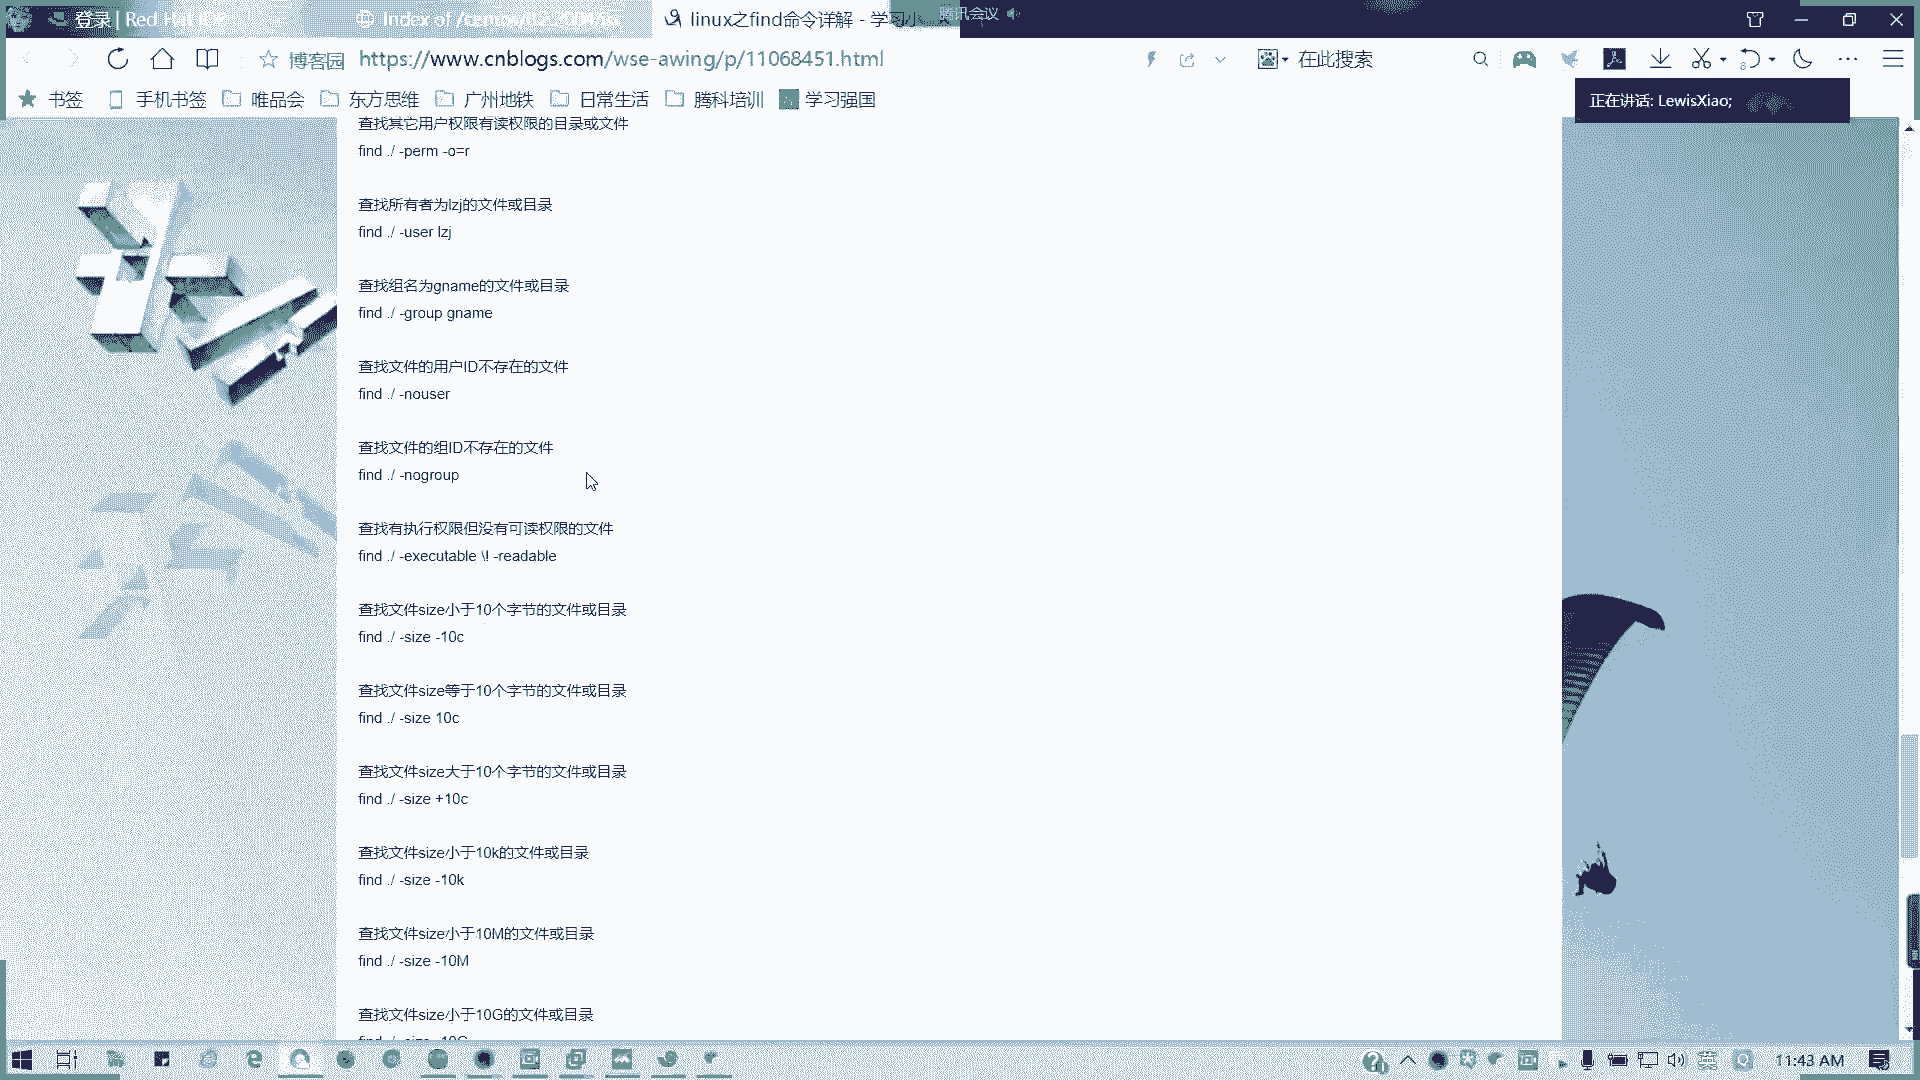 登录 | Red Hat IDP
Index of /centos/8.2.2004/iso
linux之find命令详解 - 学习小
腾讯会议
博客园
https://www.cnblogs.com/wse-awing/p/11068451.html
在此搜索
书签
手机书签
唯品会
东方思维
广州地铁
日常生活
腾科培训
学习强国
正在讲话: LewisXiao;
查找其它用户权限有读权限的目录或文件
find ./ -perm -o=r
查找所有者为lzj的文件或目录
find ./ -user lzj
查找组名为gname的文件或目录
find ./ -group gname
查找文件的用户ID不存在的文件
find ./ -nouser
查找文件的组ID不存在的文件
find ./ -nogroup
查找有执行权限但没有可读权限的文件
find ./ -executable \! -readable
查找文件size小于10个字节的文件或目录
find ./ -size -10c
查找文件size等于10个字节的文件或目录
find ./ -size 10c
查找文件size大于10个字节的文件或目录
find ./ -size +10c
查找文件size小于10k的文件或目录
find ./ -size -10k
查找文件size小于10M的文件或目录
find ./ -size -10M
查找文件size小于10G的文件或目录
find ./ -size -10G
英
11:43 AM